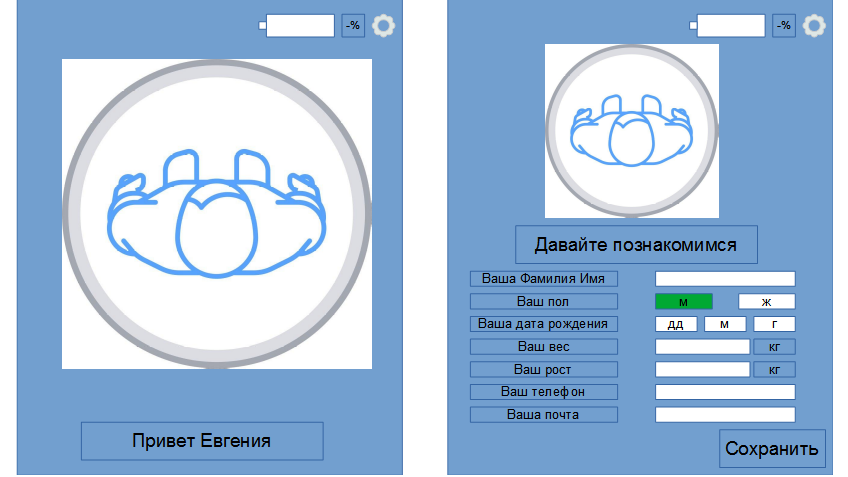 -%
Привет Евгения
-%
Давайте познакомимся
Ваша Фамилия Имя
Ваш пол м ж
Ваша дата рождения дд м г
Ваш вес кг
Ваш рост кг
Ваш телефон
Ваша почта
Сохранить